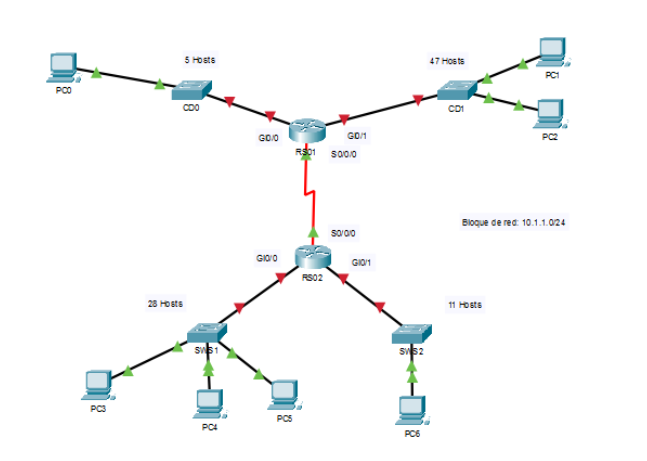 5 Hosts
47 Hosts
PC0
PC1
CD0
CD1
PC2
GI0/0
GI0/1
RS01
S0/0/0
Bloque de red: 10.1.1.0/24
S0/0/0
GI0/0
GI0/1
RS02
28 Hosts
11 Hosts
SWS1
SWS2
PC3
PC4
PC5
PC6